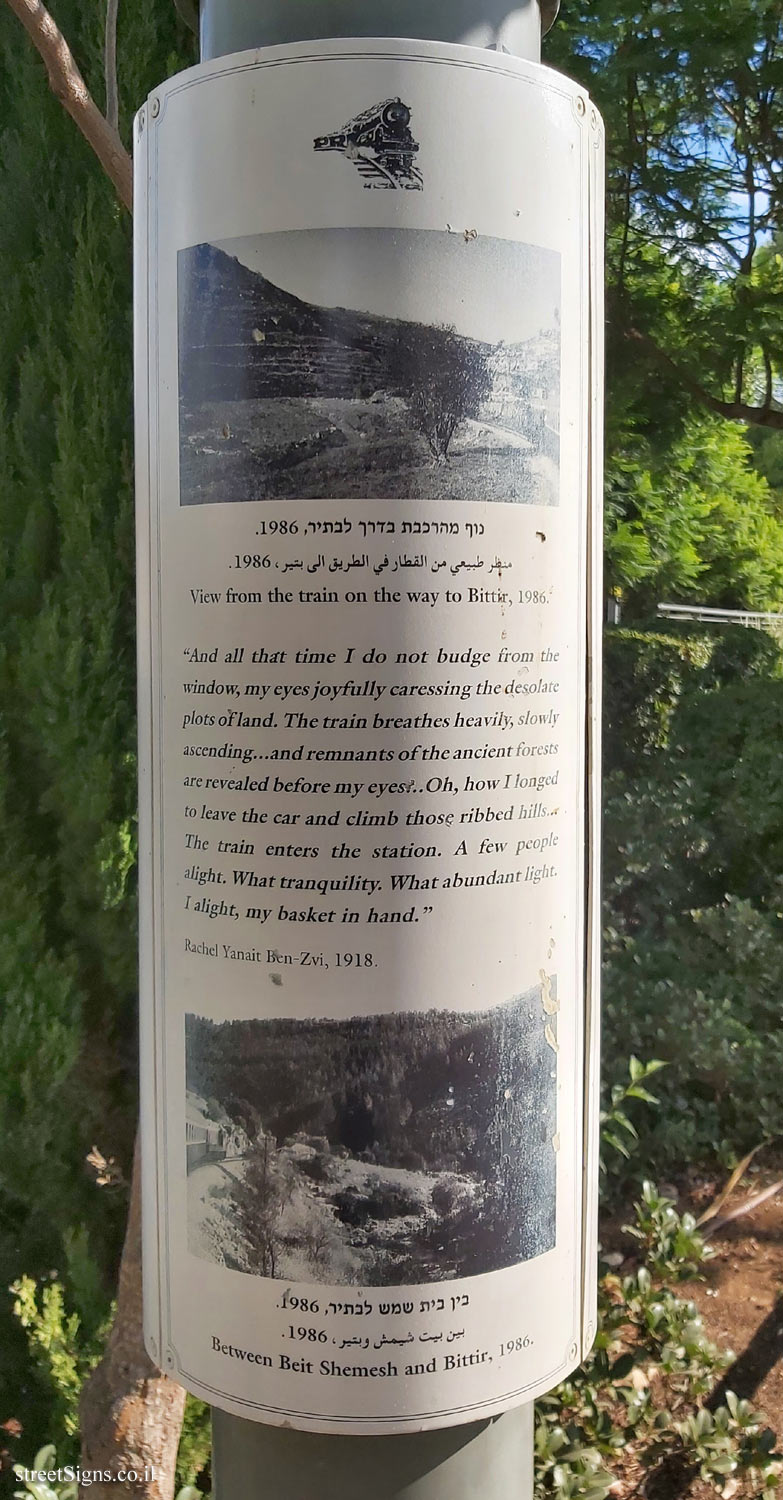 נוף מהרכבת בדרך לבתיר, 1986.
منظر طبيعي من القطار في الطريق الى بتير، 1986.
View from the train on the way to Bittir, 1986.
“And all that time I do not budge from the
window, my eyes joyfully caressing the desolate
plots of land. The train breathes heavily, slowly
ascending...and remnants of the ancient forests
are revealed before my eyes...Oh, how I longed
to leave the car and climb those ribbed hills...
The train enters the station. A few people
alight. What tranquility. What abundant light.
I alight, my basket in hand.”
Rachel Yanait Ben-Zvi, 1918.
בין בית שמש לבתיר, 1986.
بين بيت شيمش وبتير، 1986.
Between Beit Shemesh and Bittir, 1986.
streetSigns.co.il